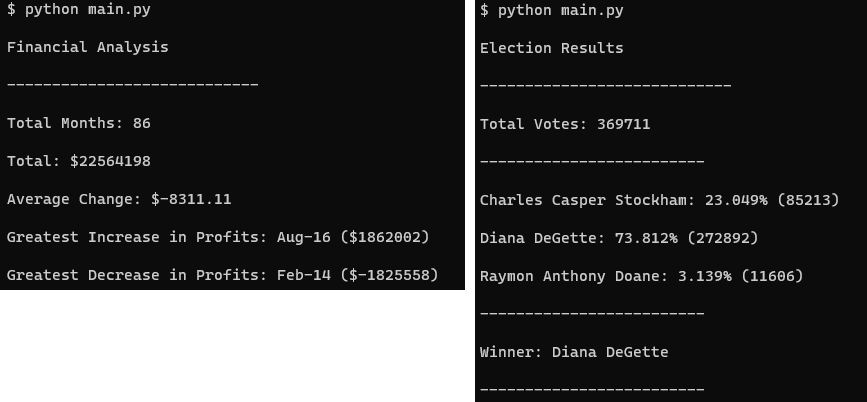 $ python main.py
Financial Analysis
----------------------------
Total Months: 86
Total: $22564198
Average Change: $-8311.11
Greatest Increase in Profits: Aug-16 ($1862002)
Greatest Decrease in Profits: Feb-14 ($-1825558)
$ python main.py
Election Results
----------------------------
Total Votes: 369711
-------------------------
Charles Casper Stockham: 23.049% (85213)
Diana DeGette: 73.812% (272892)
Raymon Anthony Doane: 3.139% (11606)
-------------------------
Winner: Diana DeGette
-------------------------